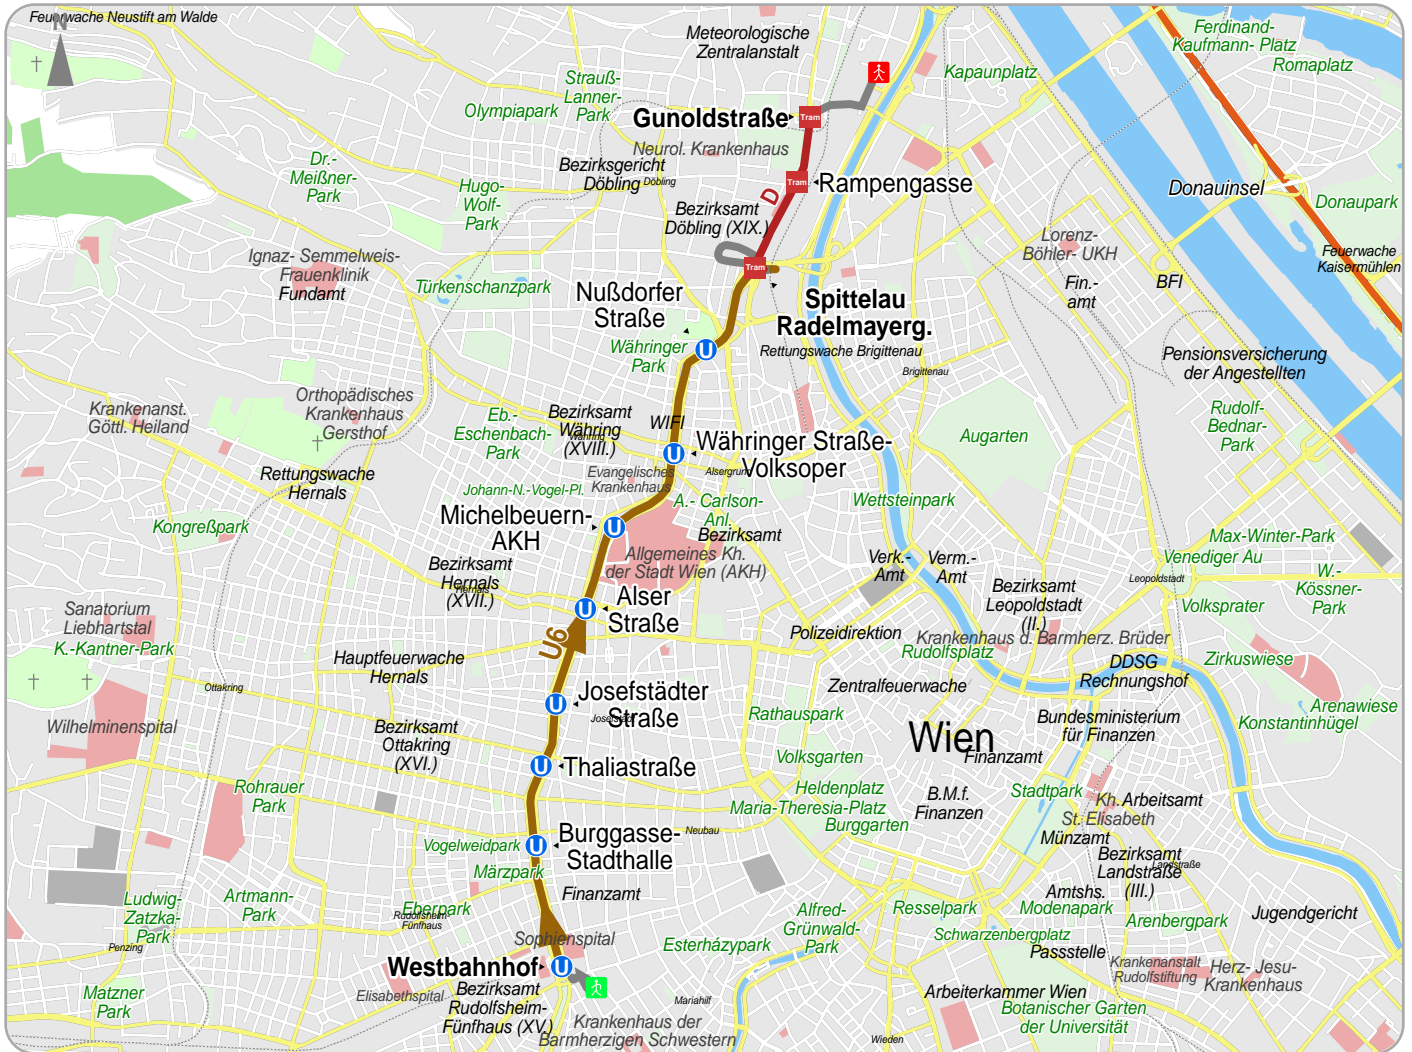 Feuerwache Neustift am Walde
N
Meteorologische
Zentralanstalt
Ferdinand-
Kaufmann- Platz
Romaplatz
Kapaunplatz
Strauß-
Lanner-
Park
Olympiapark
Gunoldstraße
Tram
Neurol. Krankenhaus
Bezirksgericht
Döbling
Döbling
Dr.-
Meißner-
Park
Hugo-
Wolf-
Park
Tram
Rampengasse
D
Donauinsel
Donaupark
Bezirksamt
Döbling (XIX.)
Lorenz-
Böhler- UKH
Feuerwache
Kaisermühlen
Ignaz- Semmelweis-
Frauenklinik
Fundamt
Türkenschanzpark
Tram
Fin.-
amt
BFI
Nußdorfer
Straße
Spittelau
Radelmayerg.
Währinger
Park
U
Rettungswache Brigittenau
Brigittenau
Pensionsversicherung
der Angestellten
Orthopädisches
Krankenhaus
Gersthof
Krankenanst.
Göttl. Heiland
Eb.-
Eschenbach-
Park
Bezirksamt
Währing
(XVIII.)
Währing
WIFI
Rudolf-
Bednar-
Park
Augarten
U
Währinger Straße-
Volksoper
Alsergrund
Rettungswache
Hernals
Evangelisches
Krankenhaus
Johann-N.-Vogel-Pl.
A.- Carlson-
Anl.
Wettsteinpark
Kongreßpark
Michelbeuern-
AKH
U
Bezirksamt
Allgemeines Kh.
der Stadt Wien (AKH)
Max-Winter-Park
Venediger Au
Leopoldstadt
Verk.-
Amt
Verm.-
Amt
Bezirksamt
Hernals
(XVII.)
Hernals
W.-
Kössner-
Park
Bezirksamt
Leopoldstadt
(II.)
Volksprater
Sanatorium
Liebhartstal
K.-Kantner-Park
U
Alser
Straße
U6
Polizeidirektion
Krankenhaus d. Barmherz. Brüder
Rudolfsplatz
Zirkuswiese
Hauptfeuerwache
Hernals
DDSG
Rechnungshof
Ottakring
U
Josefstädter
Straße
Josefstadt
Zentralfeuerwache
Arenawiese
Konstantinhügel
Wilhelminenspital
Rathauspark
Bundesministerium
für Finanzen
Bezirksamt
Ottakring
(XVI.)
Wien
Finanzamt
Volksgarten
U
Thaliastraße
Rohrauer
Park
Heldenplatz
Maria-Theresia-Platz
Burggarten
B.M.f.
Finanzen
Stadtpark
Kh. Arbeitsamt
St. Elisabeth
Münzamt
Vogelweidpark
U
Burggasse-
Stadthalle
Neubau
Bezirksamt
Landstraße
(III.)
Landstraße
Märzpark
Finanzamt
Amtshs.
Modenapark
Arenbergpark
Jugendgericht
Ludwig-
Zatzka-
Park
Artmann-
Park
Eberpark
Rudolfsheim-
Fünfhaus
Alfred-
Grünwald-
Park
Resselpark
Schwarzenbergplatz
Penzing
Sophienspital
Esterházypark
Passstelle
Krankenanstalt
Rudolfstiftung
Herz- Jesu-
Krankenhaus
Westbahnhof
U
Matzner
Park
Elisabethspital
Bezirksamt
Rudolfsheim-
Fünfhaus (XV.)
Mariahilf
Arbeiterkammer Wien
Botanischer Garten
der Universität
Krankenhaus der
Barmherzigen Schwestern
Wieden